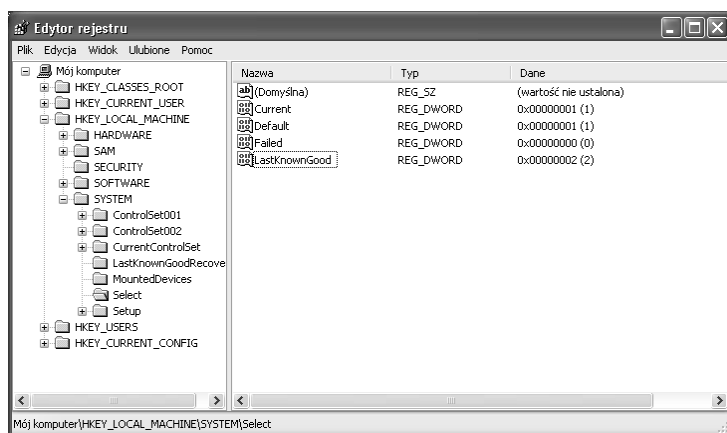 Edytor rejestru
Plik Edycja Widok Ulubione Pomoc
Mój komputer
HKEY_CLASSES_ROOT
HKEY_CURRENT_USER
HKEY_LOCAL_MACHINE
HARDWARE
SAM
SECURITY
SOFTWARE
SYSTEM
ControlSet001
ControlSet002
CurrentControlSet
LastKnownGoodRecove
MountedDevices
Select
Setup
HKEY_USERS
HKEY_CURRENT_CONFIG
Nazwa Typ Dane
(Domyślna) REG_SZ (wartość nie ustalona)
Current REG_DWORD 0x00000001 (1)
Default REG_DWORD 0x00000001 (1)
Failed REG_DWORD 0x00000000 (0)
LastKnownGood REG_DWORD 0x00000002 (2)
Mój komputer\HKEY_LOCAL_MACHINE\SYSTEM\Select